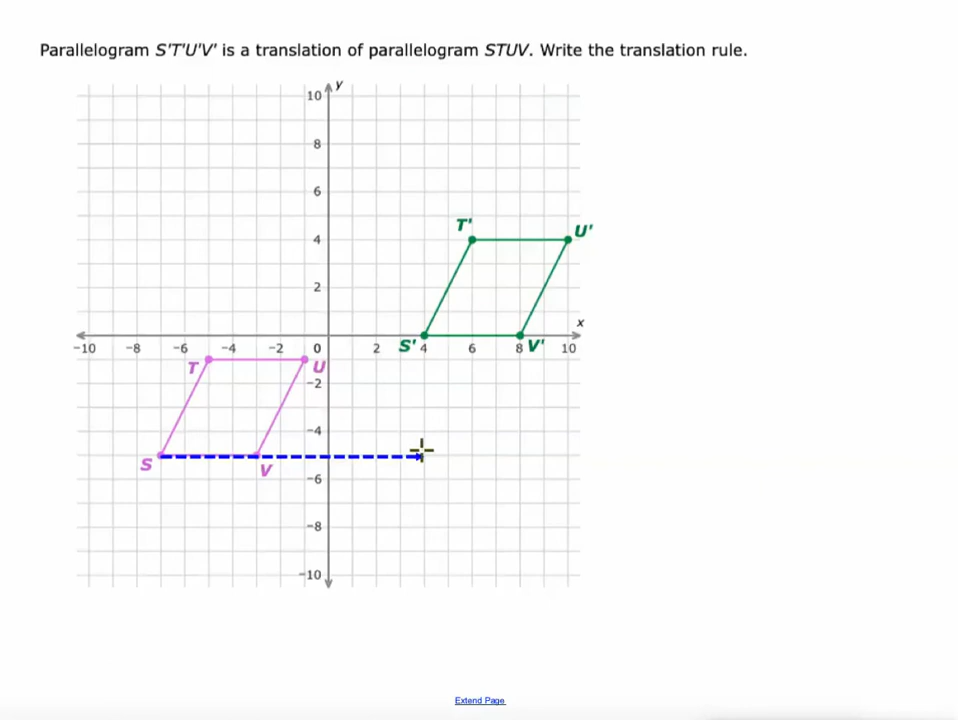 Parallelogram S'T'U'V' is a translation of parallelogram STUV. Write the translation rule.
y
10
8
6
T'
U'
4
2
x
-10 -8 -6 -4 -2 0 2 S' 4 6 8 V' 10
T U
-2
-4
S V
-6
-8
-10
Extend Page